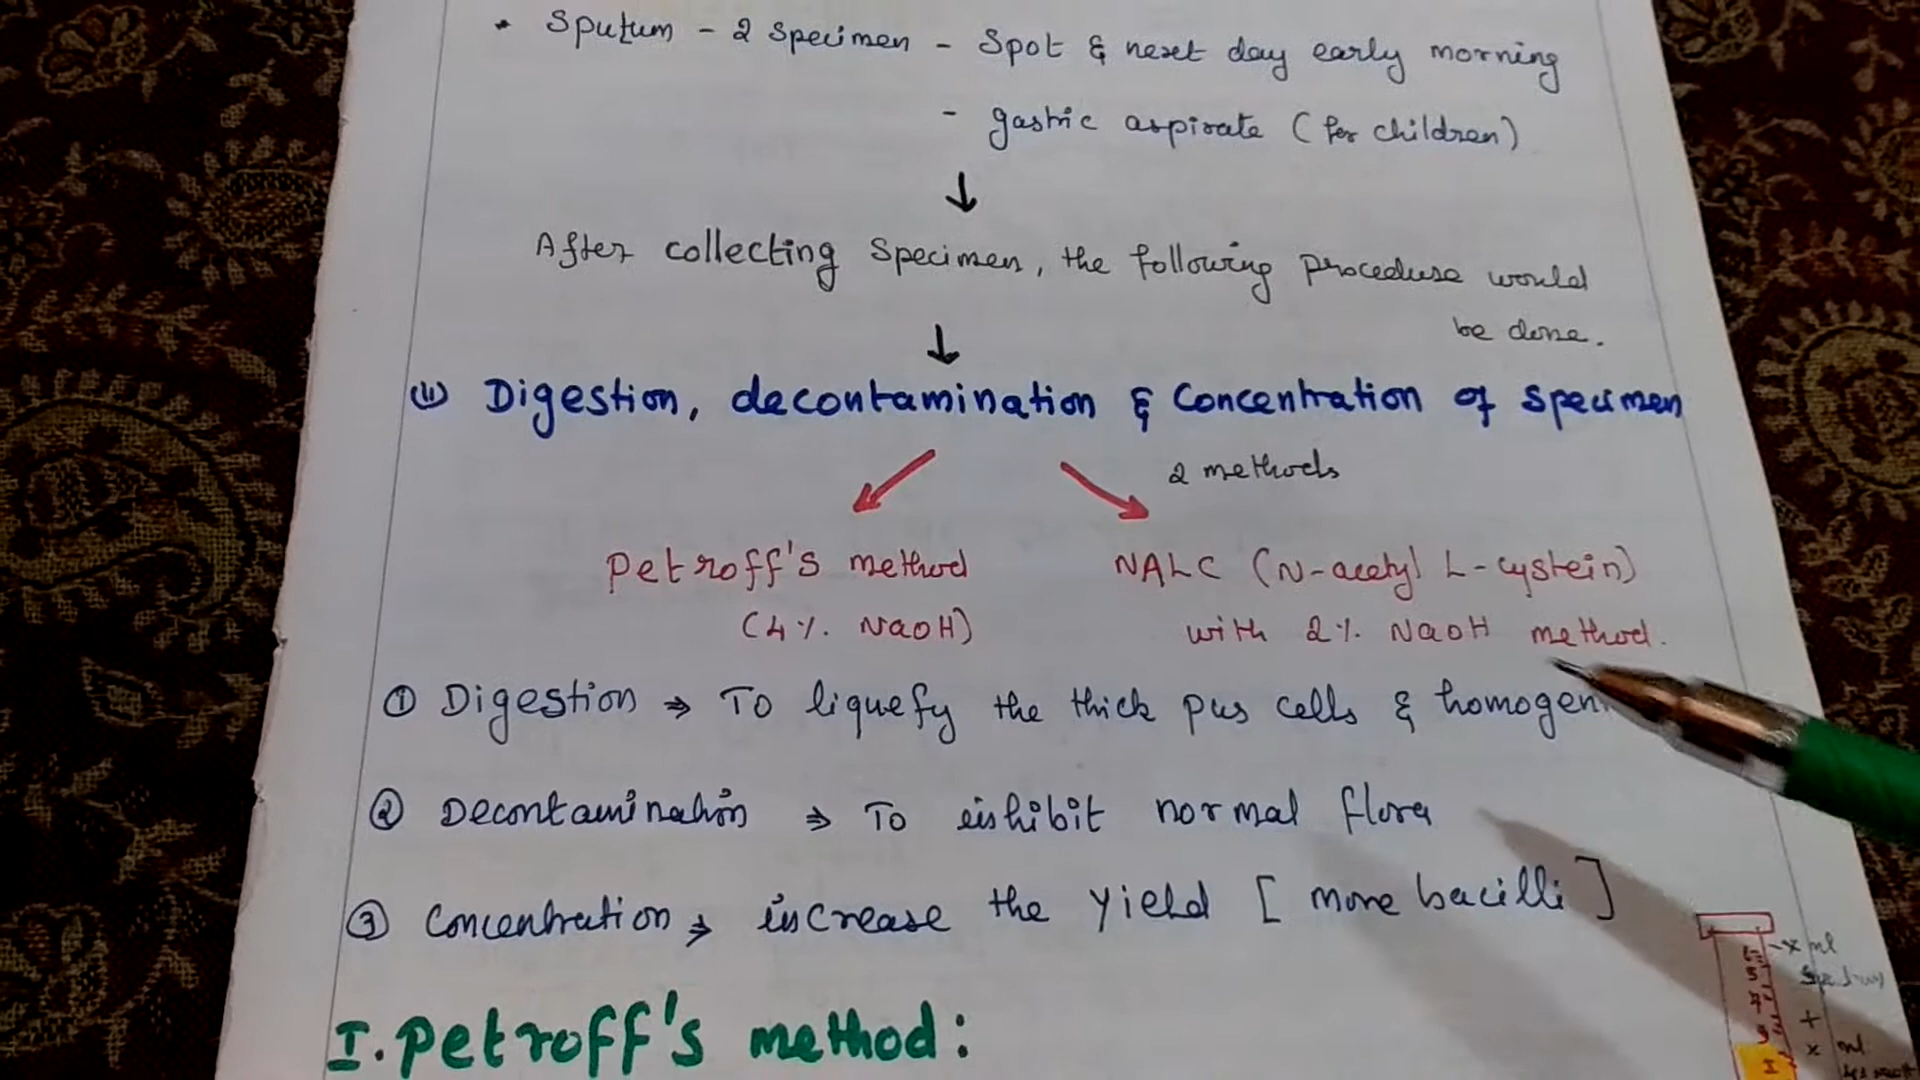 • Sputum - 2 specimen - Spot & next day early morning
- gastric aspirate (for children)
↓
After collecting Specimen, the following procedure would
be done.
↓
(ii) Digestion, decontamination & Concentration of specimen
2 methods
Petroff's method
(4%. NaOH)
NALC (N-acetyl L-cystein)
with 2%. NaOH method.
① Digestion ⇒ To liquefy the thick pus cells & homogen
② Decontamination ⇒ To inhibit normal flora
③ Concentration ⇒ increase the yield [more bacilli]
-x ml
+
x ml
I. Petroff's method: